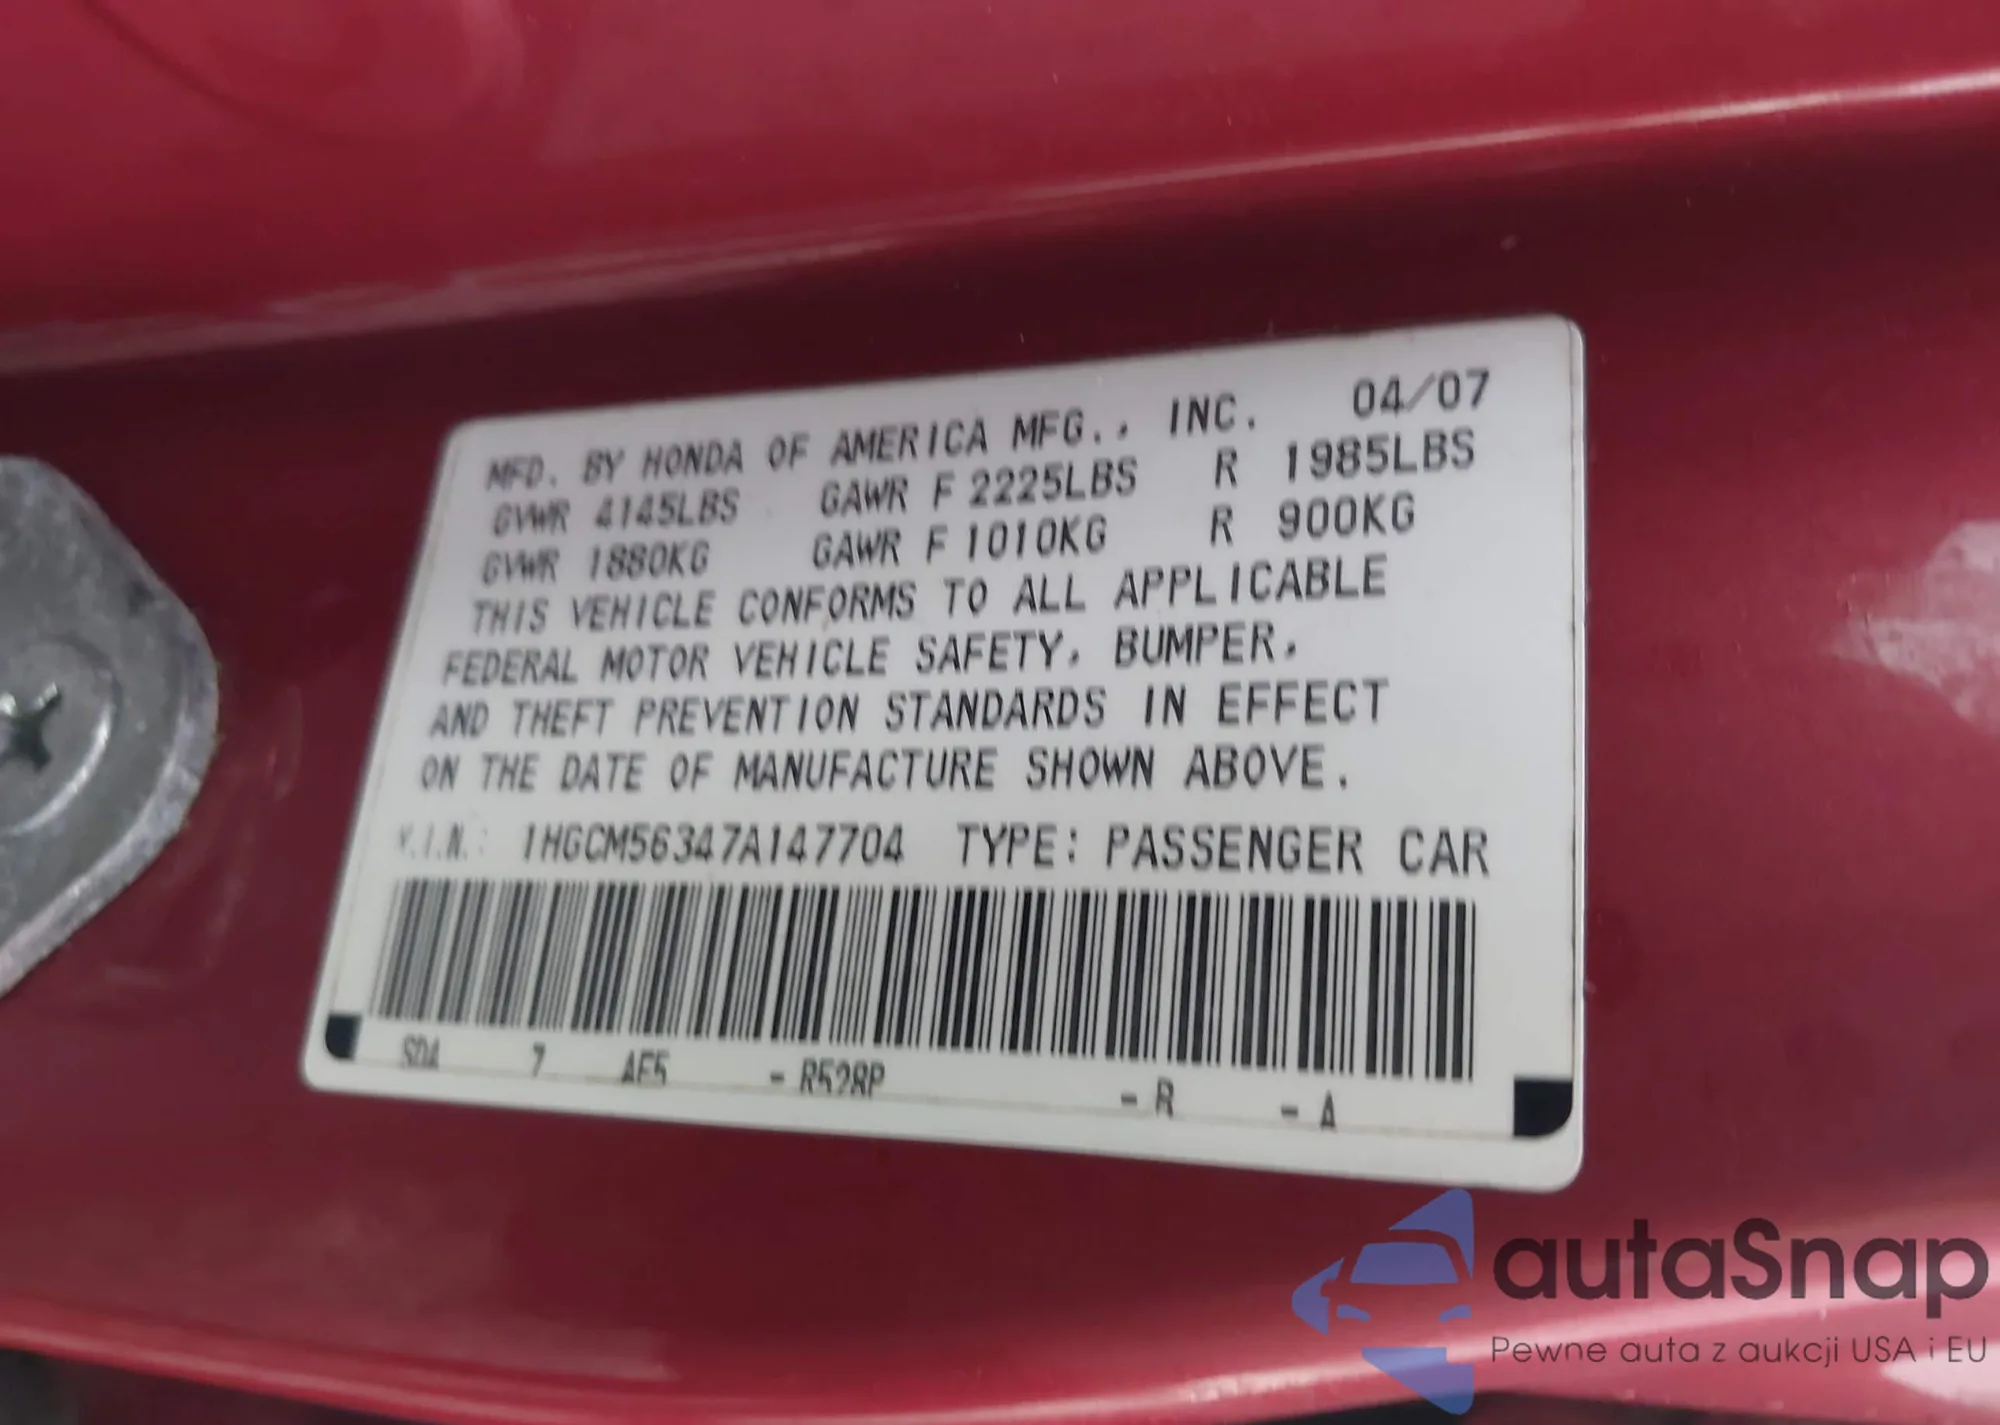 MFD. BY HONDA OF AMERICA MFG., INC. 04/07
GVWR 4145LBS GAWR F 2225LBS R 1985LBS
GVWR 1880KG GAWR F 1010KG R 900KG
THIS VEHICLE CONFORMS TO ALL APPLICABLE
FEDERAL MOTOR VEHICLE SAFETY, BUMPER,
AND THEFT PREVENTION STANDARDS IN EFFECT
ON THE DATE OF MANUFACTURE SHOWN ABOVE.
V.I.N.: 1HGCM56347A147704 TYPE: PASSENGER CAR
SDA 7 AE5 - R528P - R - A
autaSnap
Pewne auta z aukcji USA i EU